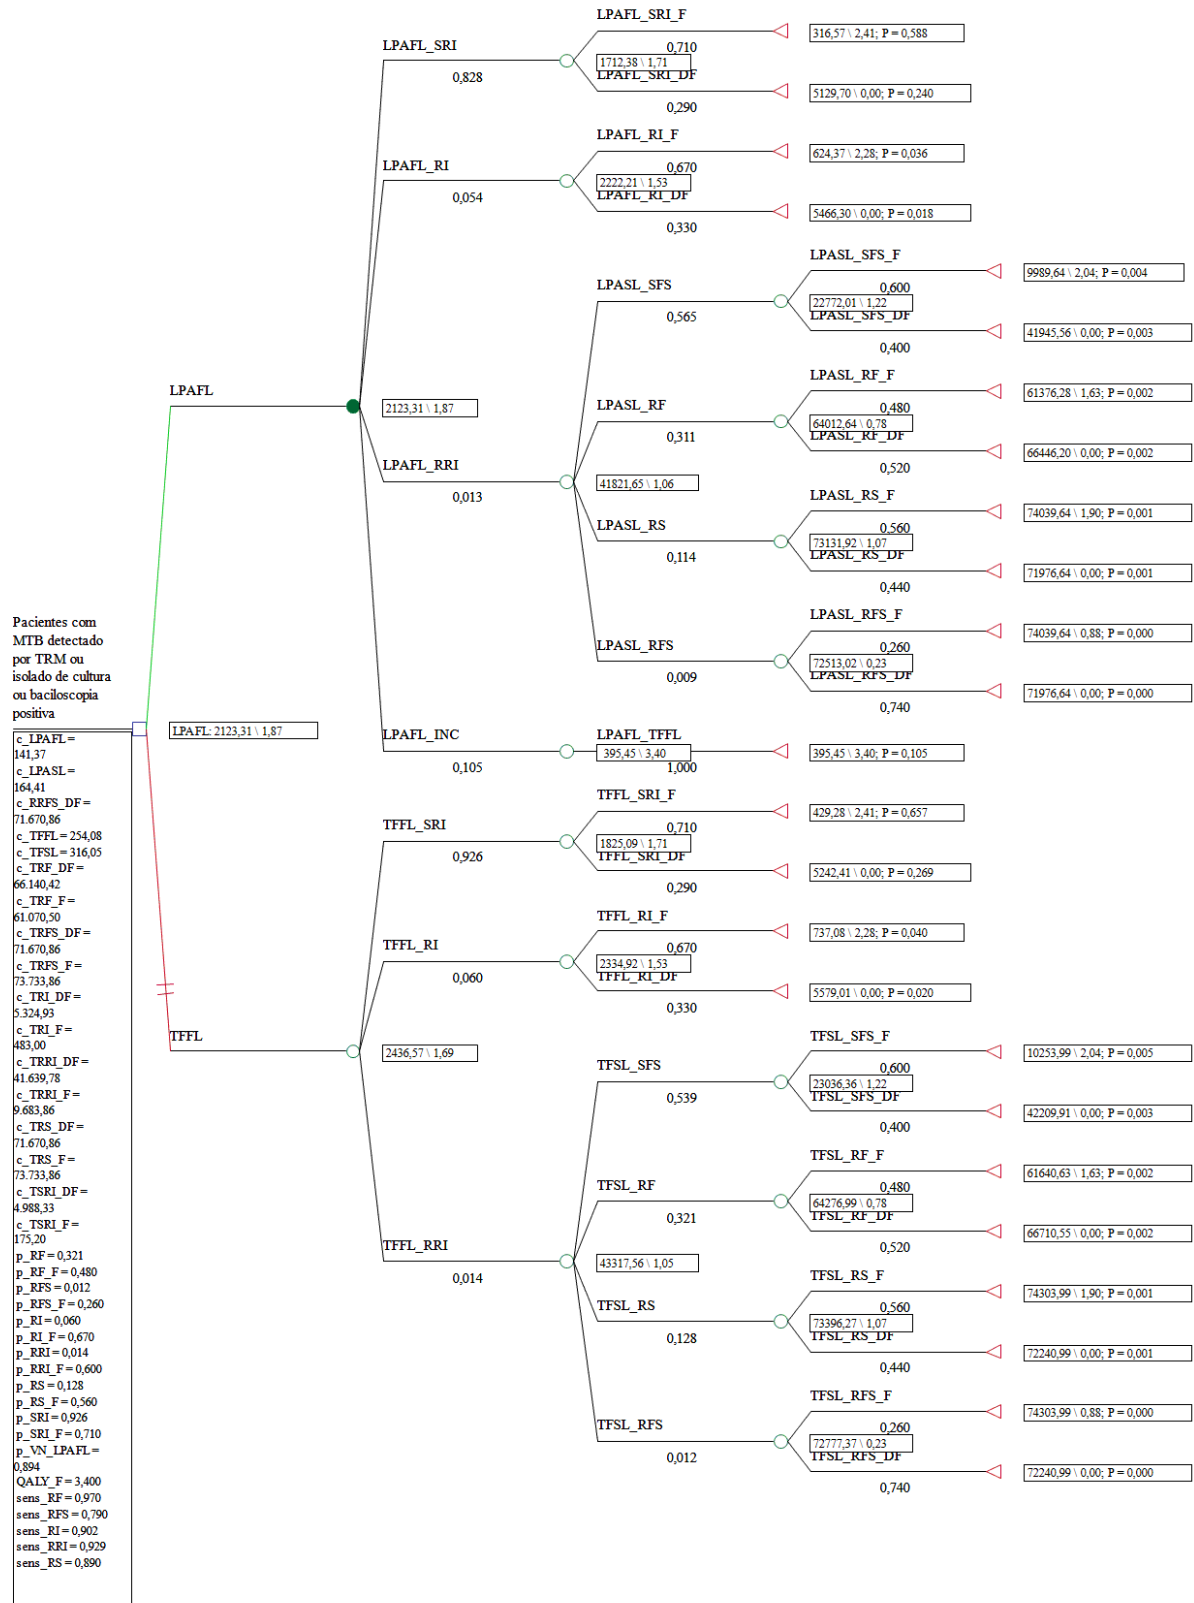 LPAFL_SRI_F
316,57 \ 2,41; P = 0,588
LPAFL_SRI
0,710
0,828
1712,38 \ 1,71
LPAFL_SRI_DF
5129,70 \ 0,00; P = 0,240
0,290
LPAFL_RI_F
624,37 \ 2,28; P = 0,036
LPAFL_RI
0,670
0,054
2222,21 \ 1,53
LPAFL_RI_DF
5466,30 \ 0,00; P = 0,018
0,330
LPASL_SFS_F
9989,64 \ 2,04; P = 0,004
LPASL_SFS
0,600
0,565
22772,01 \ 1,22
LPASL_SFS_DF
41945,56 \ 0,00; P = 0,003
0,400
LPASL_RF_F
61376,28 \ 1,63; P = 0,002
LPAFL
2123,31 \ 1,87
LPASL_RF
0,480
0,311
64012,64 \ 0,78
LPASL_RF_DF
66446,20 \ 0,00; P = 0,002
0,520
LPAFL_RRI
0,013
41821,65 \ 1,06
LPASL_RS_F
74039,64 \ 1,90; P = 0,001
LPASL_RS
0,560
0,114
73131,92 \ 1,07
LPASL_RS_DF
71976,64 \ 0,00; P = 0,001
0,440
LPASL_RFS_F
74039,64 \ 0,88; P = 0,000
LPASL_RFS
0,260
0,009
72513,02 \ 0,23
LPASL_RFS_DF
71976,64 \ 0,00; P = 0,000
0,740
Pacientes com
MTB detectado
por TRM ou
isolado de cultura
ou baciloscopia
positiva
LPAFL: 2123,31 \ 1,87
LPAFL_INC
0,105
LPAFL_TFFL
395,45 \ 3,40
1,000
395,45 \ 3,40; P = 0,105
c_LPAFL =
141,37
c_LPASL =
164,41
c_RRFS_DF =
71.670,86
c_TFFL = 254,08
c_TFSL = 316,05
c_TRF_DF =
66.140,42
c_TRF_F =
61.070,50
c_TRFS_DF =
71.670,86
c_TRFS_F =
73.733,86
c_TRI_DF =
5.324,93
c_TRI_F =
483,00
c_TRRI_DF =
41.639,78
c_TRRI_F =
9.683,86
c_TRS_DF =
71.670,86
c_TRS_F =
73.733,86
c_TSRI_DF =
4.988,33
c_TSRI_F =
175,20
p_RF = 0,321
p_RF_F = 0,480
p_RFS = 0,012
p_RFS_F = 0,260
p_RI = 0,060
p_RI_F = 0,670
p_RRI = 0,014
p_RRI_F = 0,600
p_RS = 0,128
p_RS_F = 0,560
p_SRI = 0,926
p_SRI_F = 0,710
p_VN_LPAFL =
0,894
QALY_F = 3,400
sens_RF = 0,970
sens_RFS = 0,790
sens_RI = 0,902
sens_RRI = 0,929
sens_RS = 0,890
TFFL_SRI_F
429,28 \ 2,41; P = 0,657
TFFL_SRI
0,710
0,926
1825,09 \ 1,71
TFFL_SRI_DF
5242,41 \ 0,00; P = 0,269
0,290
TFFL_RI_F
737,08 \ 2,28; P = 0,040
TFFL_RI
0,670
0,060
2334,92 \ 1,53
TFFL_RI_DF
5579,01 \ 0,00; P = 0,020
0,330
TFFL
2436,57 \ 1,69
TFSL_SFS_F
10253,99 \ 2,04; P = 0,005
TFSL_SFS
0,600
0,539
23036,36 \ 1,22
TFSL_SFS_DF
42209,91 \ 0,00; P = 0,003
0,400
TFSL_RF_F
61640,63 \ 1,63; P = 0,002
TFSL_RF
0,480
0,321
64276,99 \ 0,78
TFSL_RF_DF
66710,55 \ 0,00; P = 0,002
0,520
TFFL_RRI
0,014
43317,56 \ 1,05
TFSL_RS_F
74303,99 \ 1,90; P = 0,001
TFSL_RS
0,560
0,128
73396,27 \ 1,07
TFSL_RS_DF
72240,99 \ 0,00; P = 0,001
0,440
TFSL_RFS_F
74303,99 \ 0,88; P = 0,000
TFSL_RFS
0,260
0,012
72777,37 \ 0,23
TFSL_RFS_DF
72240,99 \ 0,00; P = 0,000
0,740